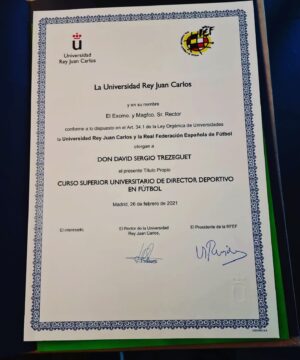 Universidad
Rey Juan Carlos
La Universidad Rey Juan Carlos
y en su nombre
El Excmo. y Magfco. Sr. Rector
conforme a lo dispuesto en el Art. 34.1 de la Ley Orgánica de Universidades
la Universidad Rey Juan Carlos y la Real Federación Española de Fútbol
otorgan a
DON DAVID SERGIO TREZEGUET
el presente Título Propio
CURSO SUPERIOR UNIVERSITARIO DE DIRECTOR DEPORTIVO
EN FÚTBOL
Madrid, 26 de febrero de 2021
El interesado,
El Rector de la Universidad
Rey Juan Carlos,
El Presidente de la RFEF